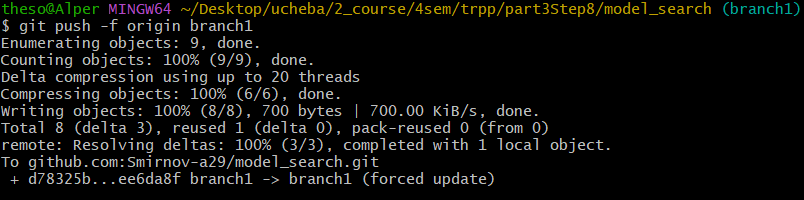 theso@Alper MINGW64 ~/Desktop/ucheba/2_course/4sem/trpp/part3Step8/model_search (branch1)
$ git push -f origin branch1
Enumerating objects: 9, done.
Counting objects: 100% (9/9), done.
Delta compression using up to 20 threads
Compressing objects: 100% (6/6), done.
Writing objects: 100% (8/8), 700 bytes | 700.00 KiB/s, done.
Total 8 (delta 3), reused 1 (delta 0), pack-reused 0 (from 0)
remote: Resolving deltas: 100% (3/3), completed with 1 local object.
To github.com:Smirnov-a29/model_search.git
 + d78325b...ee6da8f branch1 -> branch1 (forced update)